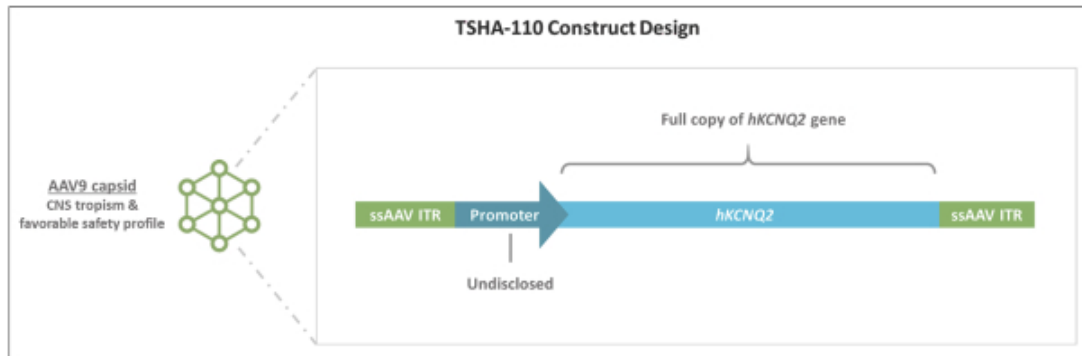 TSHA-110 Construct Design
Full copy of hKCNQ2 gene
AAV9 capsid
CNS tropism &
favorable safety profile
ssAAV ITR
Promoter
hKCNQ2
ssAAV ITR
Undisclosed